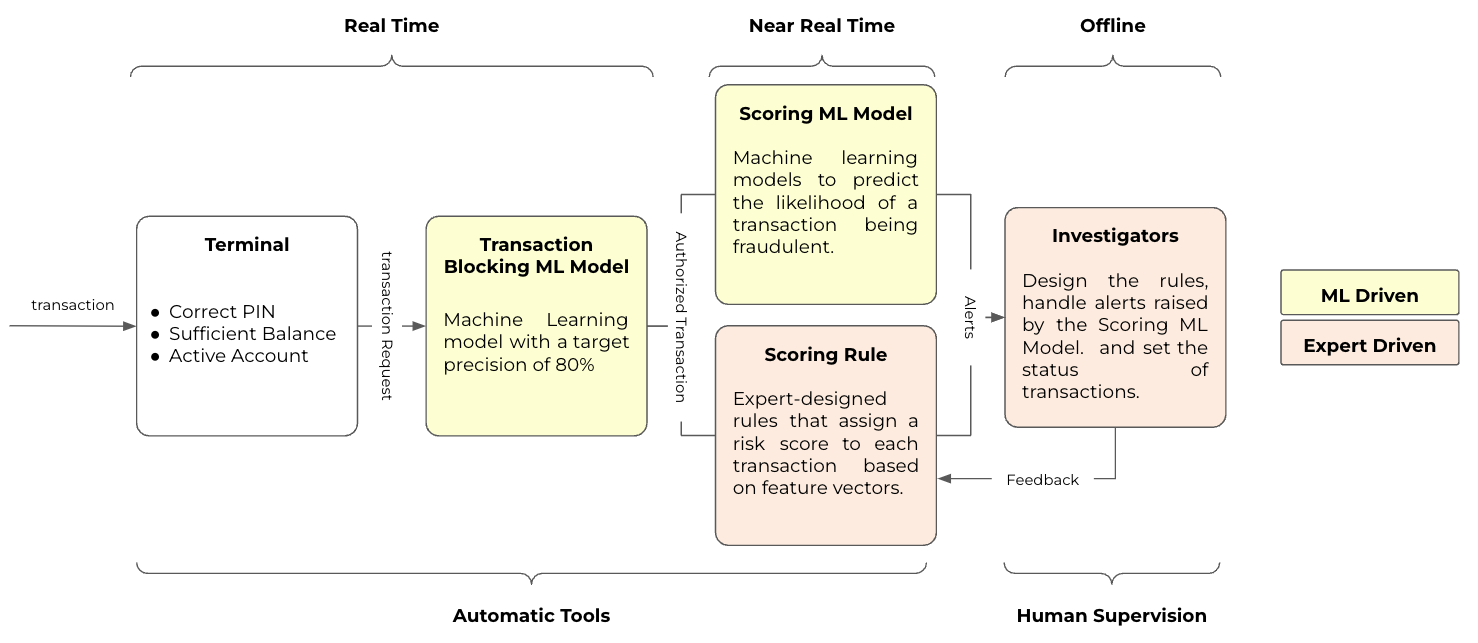 Real Time
Near Real Time
Offline
transaction
Terminal
● Correct PIN
● Sufficient Balance
● Active Account
transaction Request
Transaction
Blocking ML Model
Machine Learning
model with a target
precision of 80%
Authorized Transaction
Scoring ML Model
Machine learning
models to predict
the likelihood of a
transaction being
fraudulent.
Scoring Rule
Expert-designed
rules that assign a
risk score to each
transaction based
on feature vectors.
Alerts
Investigators
Design the rules,
handle alerts raised
by the Scoring ML
Model. and set the
status of
transactions.
Feedback
ML Driven
Expert Driven
Automatic Tools
Human Supervision